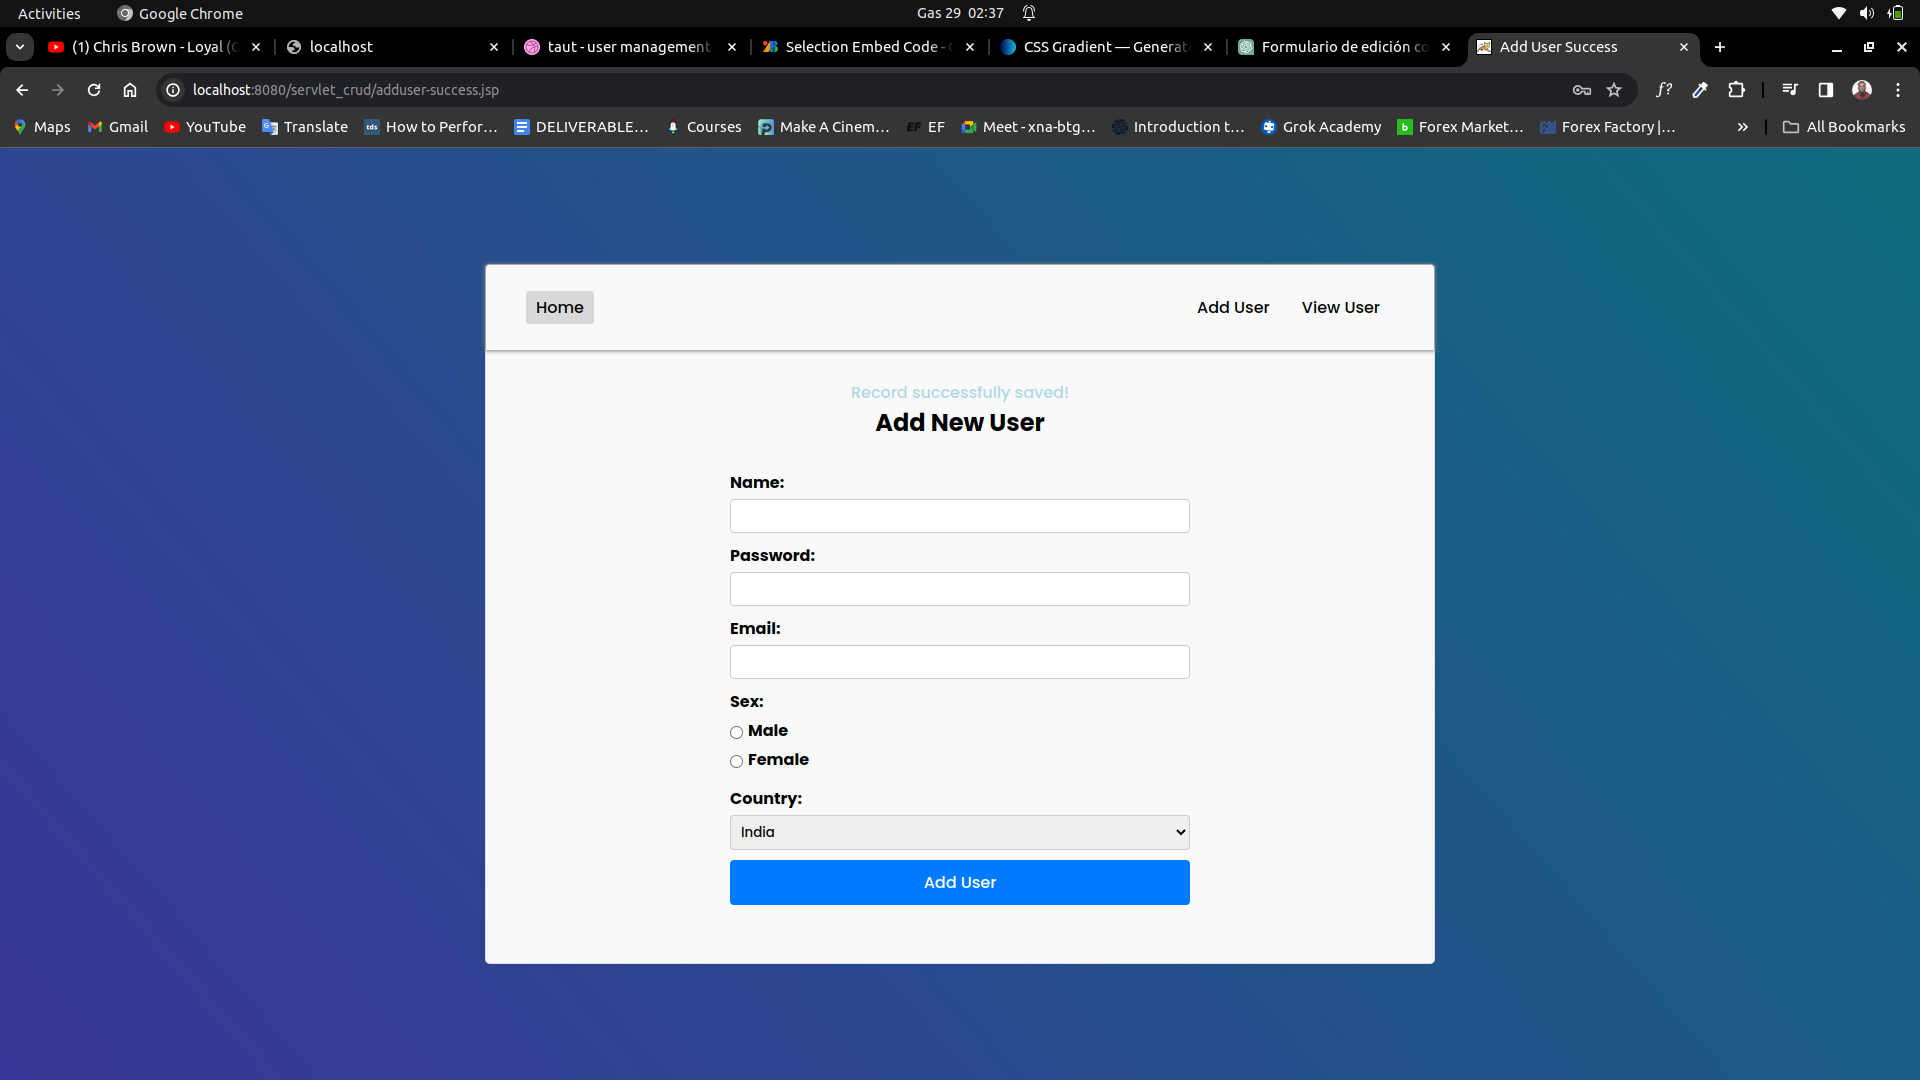 Activities Google Chrome Gas 29 02:37
(1) Chris Brown - Loyal ( localhost taut - user management Selection Embed Code - CSS Gradient — Generat Formulario de edición co Add User Success
localhost:8080/servlet_crud/adduser-success.jsp f?
Maps Gmail YouTube Translate tds How to Perfor... DELIVERABLE... Courses Make A Cinem... EF EF Meet - xna-btg... Introduction t... Grok Academy b Forex Market... Forex Factory |... » All Bookmarks
Home Add User View User
Record successfully saved!
Add New User
Name:
Password:
Email:
Sex:
Male
Female
Country:
India
Add User